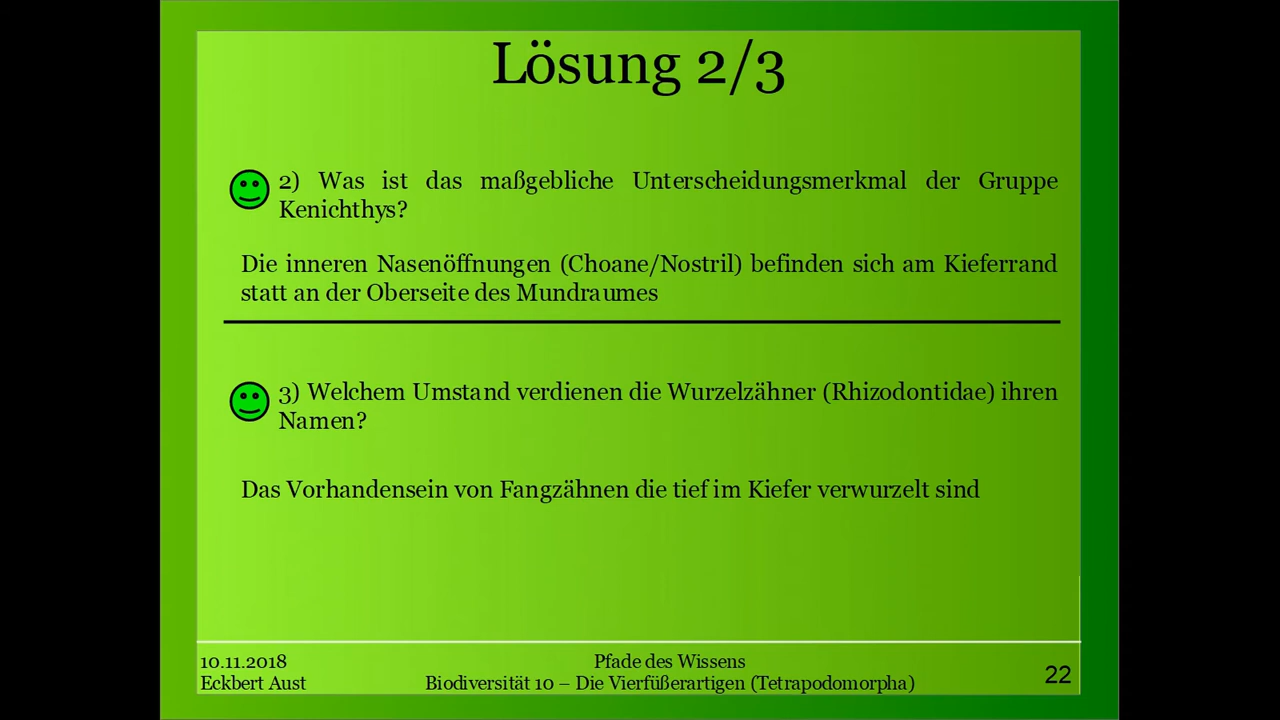 Lösung 2/3
2) Was ist das maßgebliche Unterscheidungsmerkmal der Gruppe
Kenichthys?
Die inneren Nasenöffnungen (Choane/Nostril) befinden sich am Kieferrand
statt an der Oberseite des Mundraumes
3) Welchem Umstand verdienen die Wurzelzähner (Rhizodontidae) ihren
Namen?
Das Vorhandensein von Fangzähnen die tief im Kiefer verwurzelt sind
10.11.2018
Eckbert Aust
Pfade des Wissens
Biodiversität 10 – Die Vierfüßerartigen (Tetrapodomorpha)
22